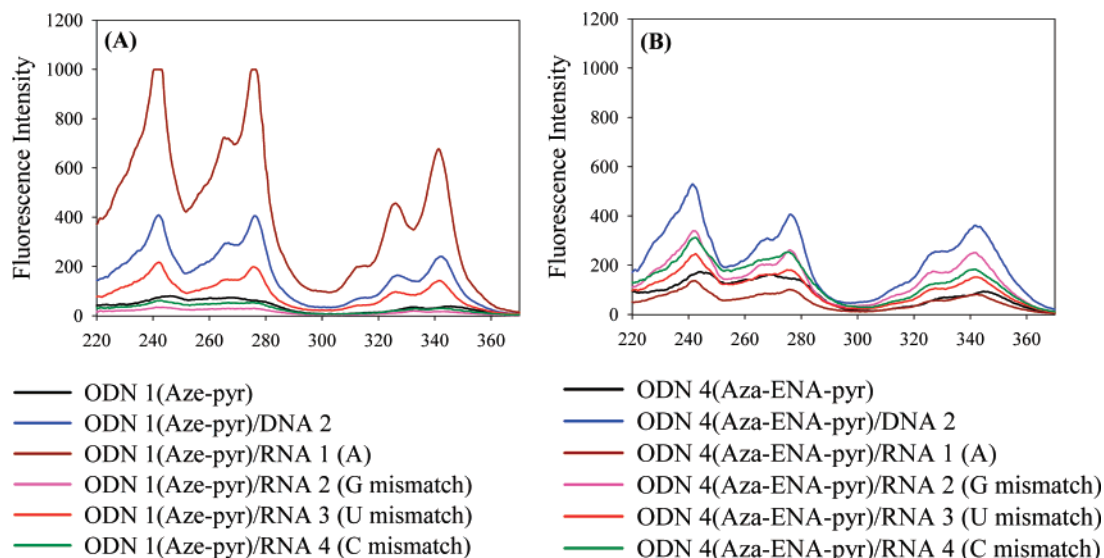 (A)
Fluorescence Intensity
1200
1000
800
600
400
200
0
220 240 260 280 300 320 340 360
ODN 1(Aze-pyr)
ODN 1(Aze-pyr)/DNA 2
ODN 1(Aze-pyr)/RNA 1 (A)
ODN 1(Aze-pyr)/RNA 2 (G mismatch)
ODN 1(Aze-pyr)/RNA 3 (U mismatch)
ODN 1(Aze-pyr)/RNA 4 (C mismatch)
(B)
Fluorescence Intensity
1200
1000
800
600
400
200
0
220 240 260 280 300 320 340 360
ODN 4(Aza-ENA-pyr)
ODN 4(Aza-ENA-pyr)/DNA 2
ODN 4(Aza-ENA-pyr)/RNA 1 (A)
ODN 4(Aza-ENA-pyr)/RNA 2 (G mismatch)
ODN 4(Aza-ENA-pyr)/RNA 3 (U mismatch)
ODN 4(Aza-ENA-pyr)/RNA 4 (C mismatch)